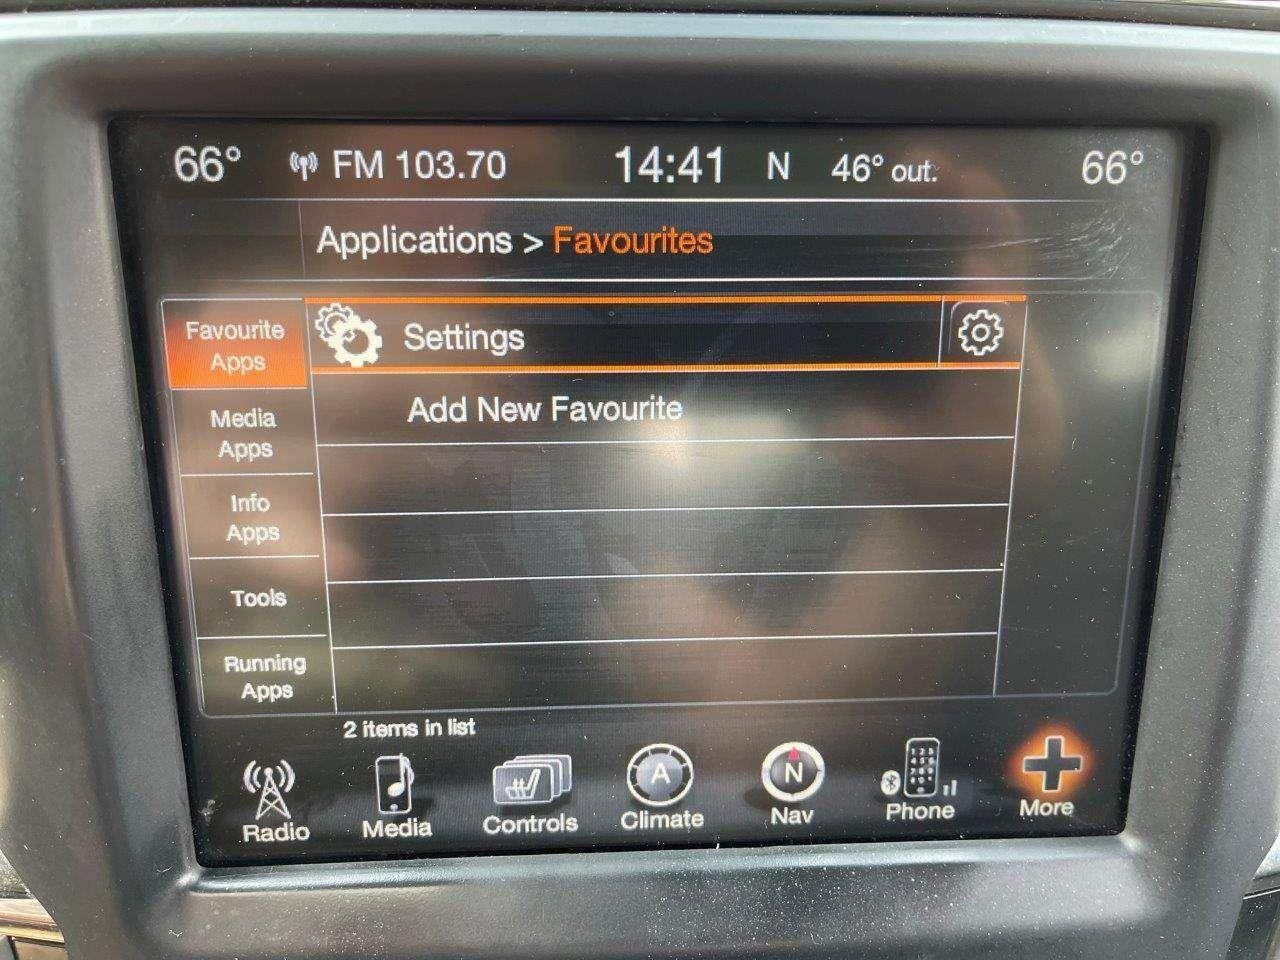 66° FM 103.70 14:41 N 46° out. 66°
Applications > Favourites
Favourite
Apps
Settings
Add New Favourite
Media
Apps
Info
Apps
Tools
Running
Apps
2 items in list
A
N
Radio
Media
Controls
Climate
Nav
Phone
More